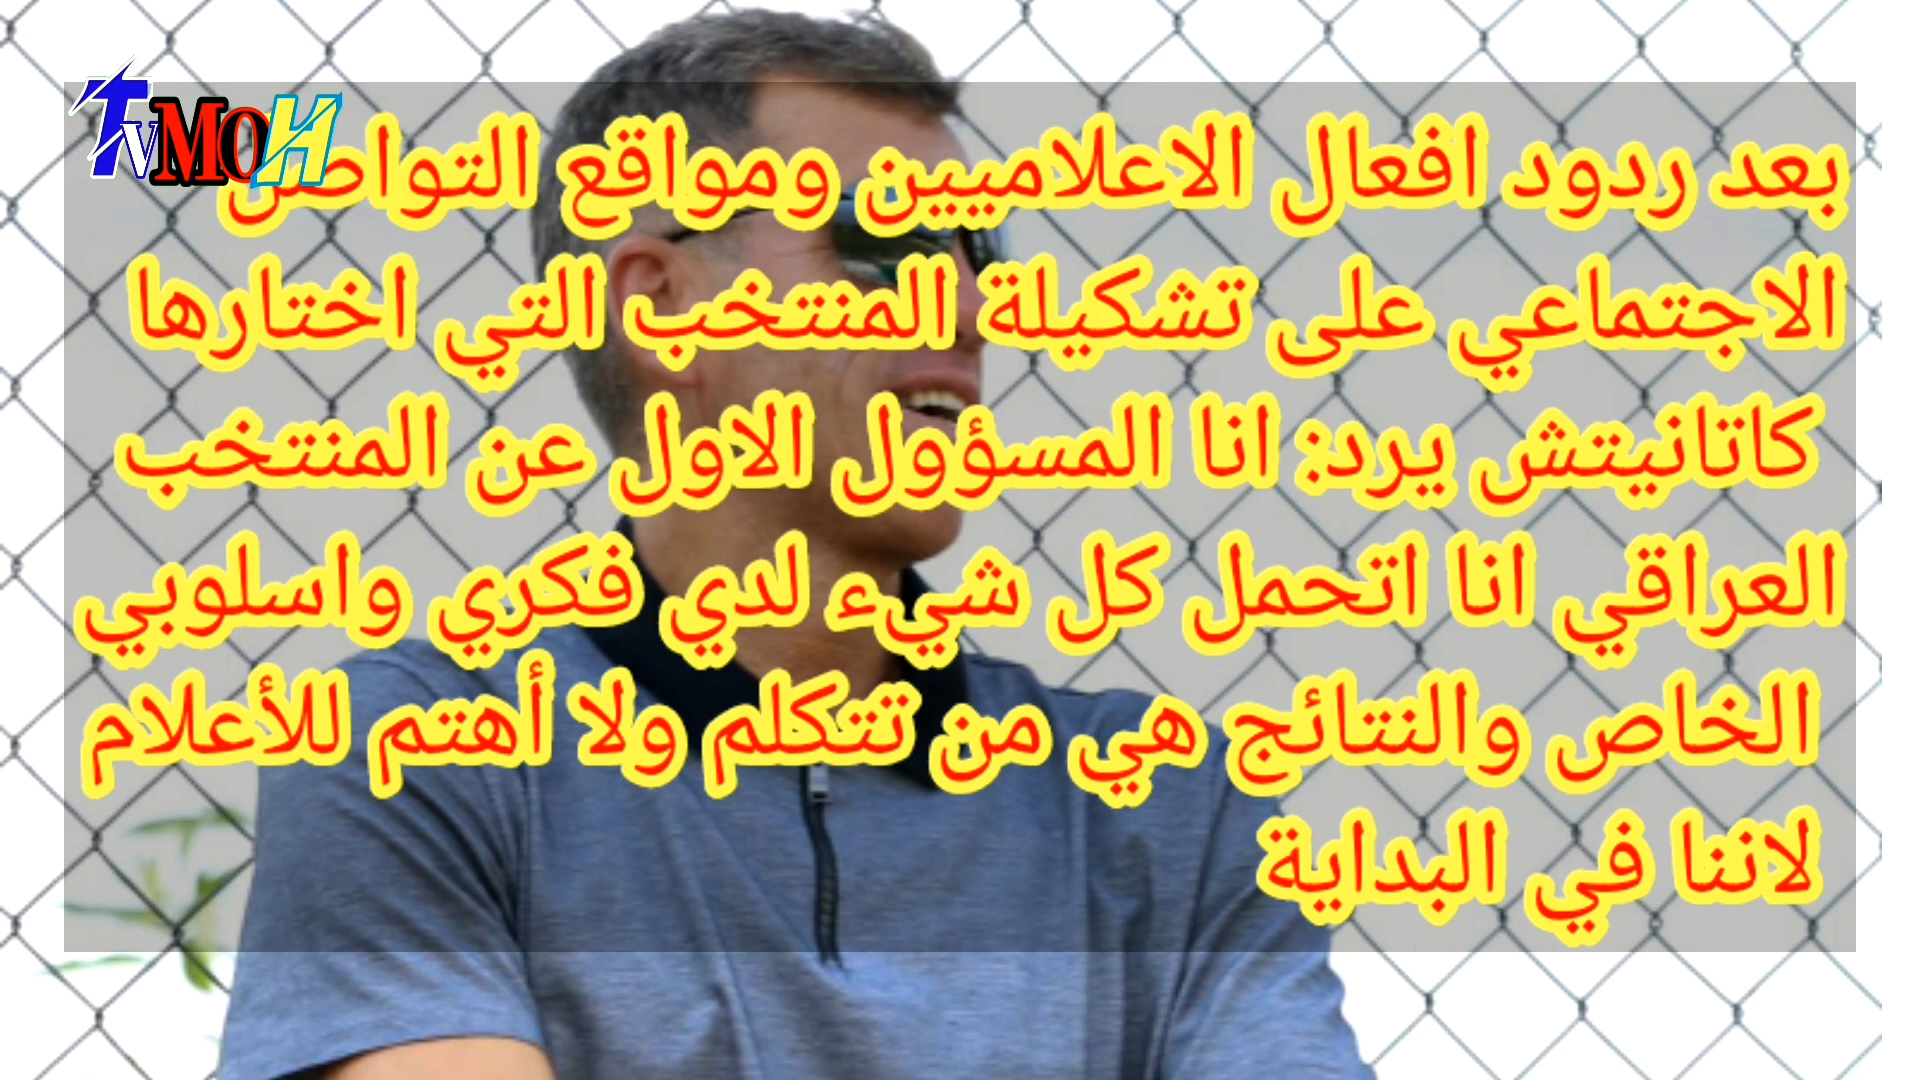 TV MOH
بعد ردود افعال الاعلاميين ومواقع التواصل
الاجتماعي على تشكيلة المنتخب التي اختارها
كاتانيتش يرد: انا المسؤول الاول عن المنتخب
العراقي انا اتحمل كل شيء لدي فكري واسلوبي
الخاص والنتائج هي من تتكلم ولا أهتم للأعلام
لاننا في البداية